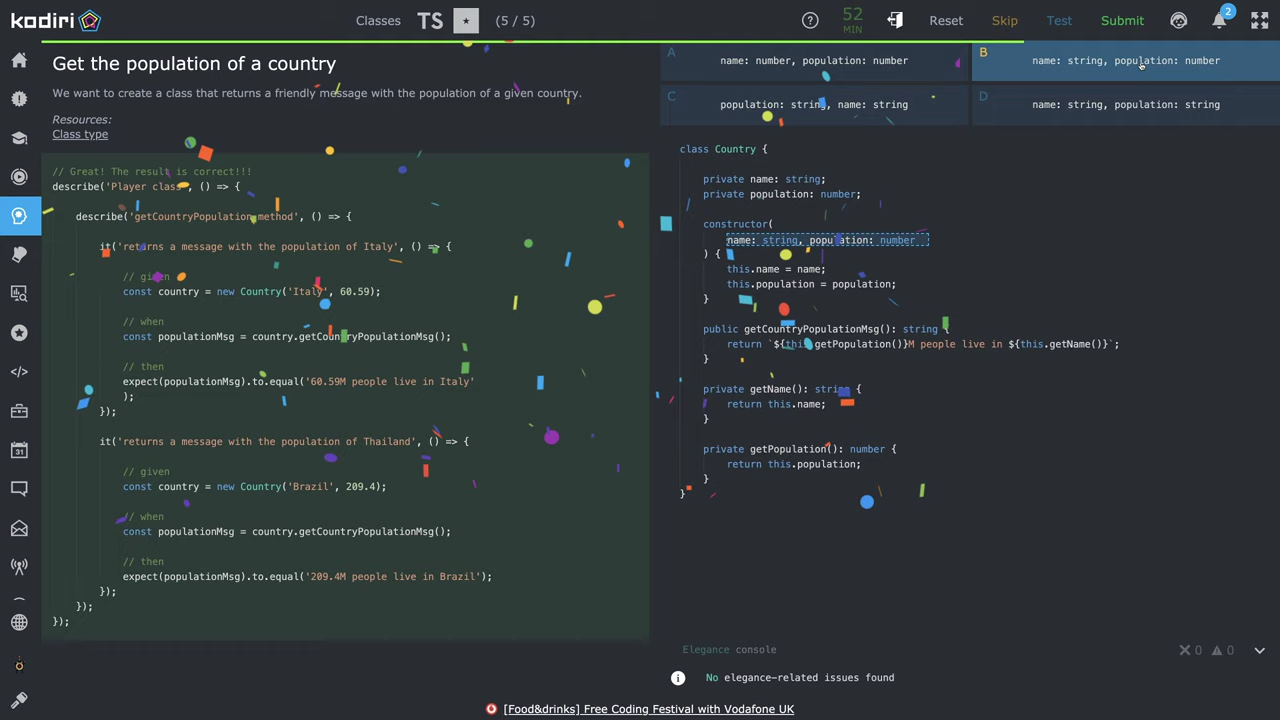 kodiri
Classes
TS
(5 / 5)
52
MIN
Reset
Skip
Test
Submit
2
Get the population of a country
We want to create a class that returns a friendly message with the population of a given country.
Resources:
Class type
// Great! The result is correct!!!
describe('Player class', () => {
describe('getCountryPopulation method', () => {
it('returns a message with the population of Italy', () => {
// given
const country = new Country('Italy', 60.59);
// when
const populationMsg = country.getCountryPopulationMsg();
// then
expect(populationMsg).to.equal('60.59M people live in Italy'
);
});
it('returns a message with the population of Thailand', () => {
// given
const country = new Country('Brazil', 209.4);
// when
const populationMsg = country.getCountryPopulationMsg();
// then
expect(populationMsg).to.equal('209.4M people live in Brazil');
});
});
});
A
name: number, population: number
B
name: string, population: number
C
population: string, name: string
D
name: string, population: string
class Country {
private name: string;
private population: number;
constructor(
name: string, population: number
) {
this.name = name;
this.population = population;
}
public getCountryPopulationMsg(): string {
return `${this.getPopulation()}M people live in ${this.getName()}`;
}
private getName(): string {
return this.name;
}
private getPopulation(): number {
return this.population;
}
}
Elegance console
0
0
No elegance-related issues found
[Food&drinks] Free Coding Festival with Vodafone UK
31